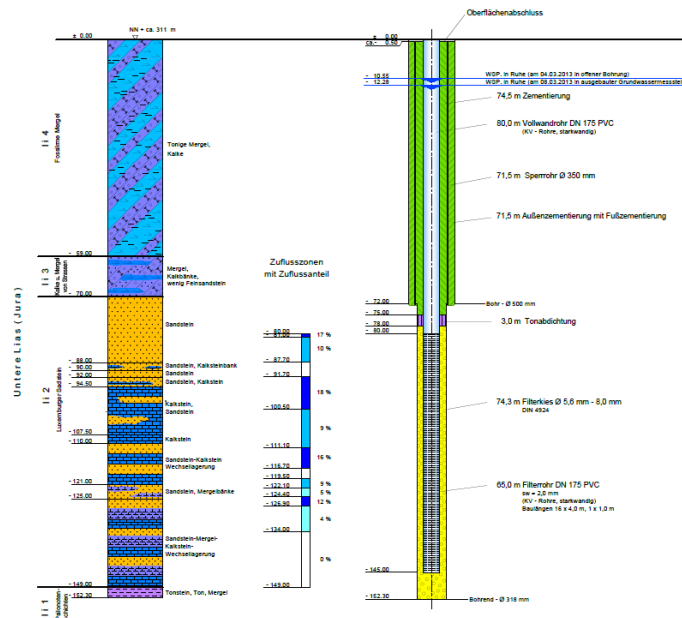 ± 0.00
NN + ca. 311 m
li 4
Fossilarme Mergel
Tonige Mergel,
Kalke
- 59.00
li 3
Kalke u. Mergel
von Strassen
Mergel,
Kalkbänke,
wenig Feinsandstein
- 70.00
Untere Lias (Jura)
li 2
Luxemburger Sadstein
Sandstein
- 88.00
Sandstein, Kalksteinbank
- 90.00
Sandstein
- 92.00
Sandstein, Kalkstein
- 94.50
Kalkstein,
Sandstein
- 107.50
Kalkstein
- 110.00
Sandstein-Kalkstein
Wechsellagerung
- 121.00
Sandstein, Mergelbänke
- 125.00
Sandstein-Mergel-
Kalkstein-
Wechsellagerung
- 149.00
li 1
Tonstein, Ton, Mergel
- 152.30
Zuflusszonen
mit Zuflussanteil
- 80.00
- 81.00
17 %
10 %
- 87.70
- 91.70
18 %
- 100.50
9 %
- 111.10
16 %
- 116.70
- 119.50
9 %
- 122.10
5 %
- 124.40
12 %
- 126.90
4 %
- 134.00
0 %
- 149.00
Oberflächenabschluss
± 0.00
ca.- 0.50
- 10.55
WSP. in Ruhe (am 04.03.2013 in offener Bohrung)
- 12.28
WSP. in Ruhe (am 08.03.2013 in ausgebauter Grundwassermessstel
74,5 m Zementierung
80,0 m Vollwandrohr DN 175 PVC
(KV - Rohre, starkwandig)
71,5 m Sperrrohr Ø 350 mm
71,5 m Außenzementierung mit Fußzementierung
- 72.00
Bohr - Ø 500 mm
- 75.00
3,0 m Tonabdichtung
- 78.00
- 80.00
74,3 m Filterkies Ø 5,6 mm - 8,0 mm
DIN 4924
65,0 m Filterrohr DN 175 PVC
sw = 2,0 mm
(KV - Rohre, starkwandig)
Baulängen 16 x 4,0 m, 1 x 1,0 m
- 145.00
- 152.30
Bohrend - Ø 318 mm